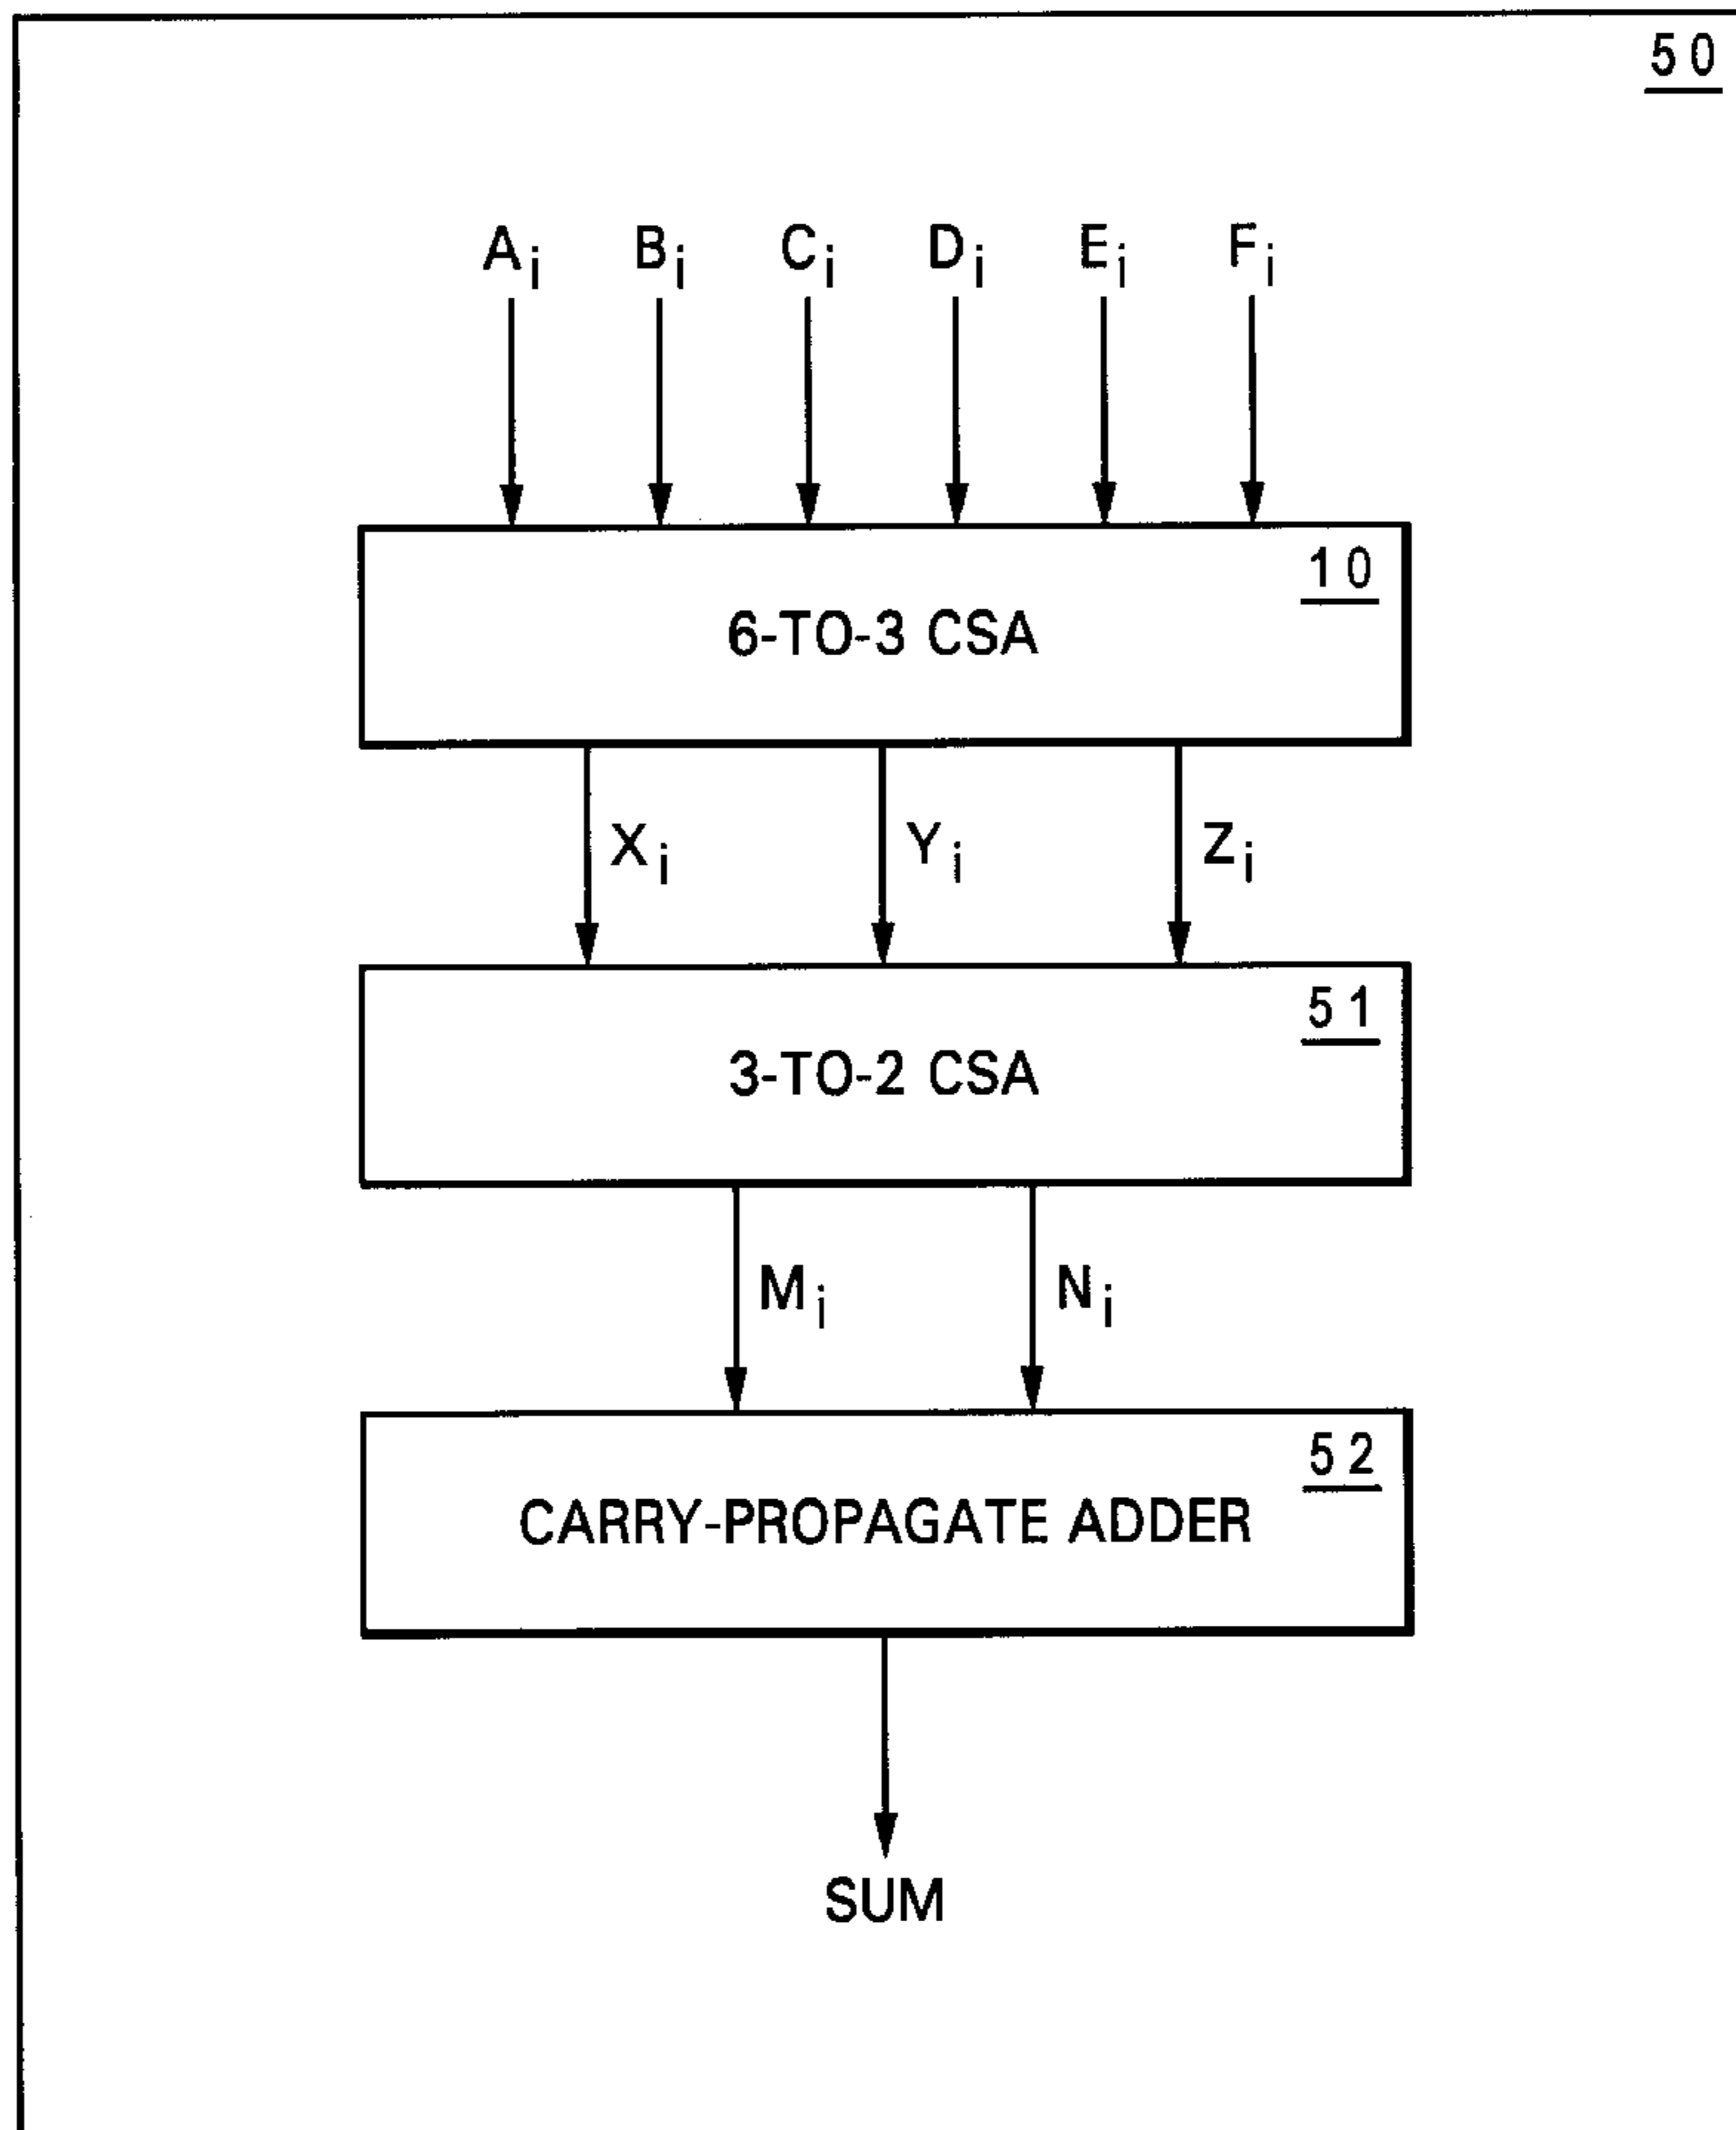 50
Ai Bi Ci Di Ei Fi
10
6-TO-3 CSA
Xi Yi Zi
51
3-TO-2 CSA
Mi Ni
52
CARRY-PROPAGATE ADDER
SUM